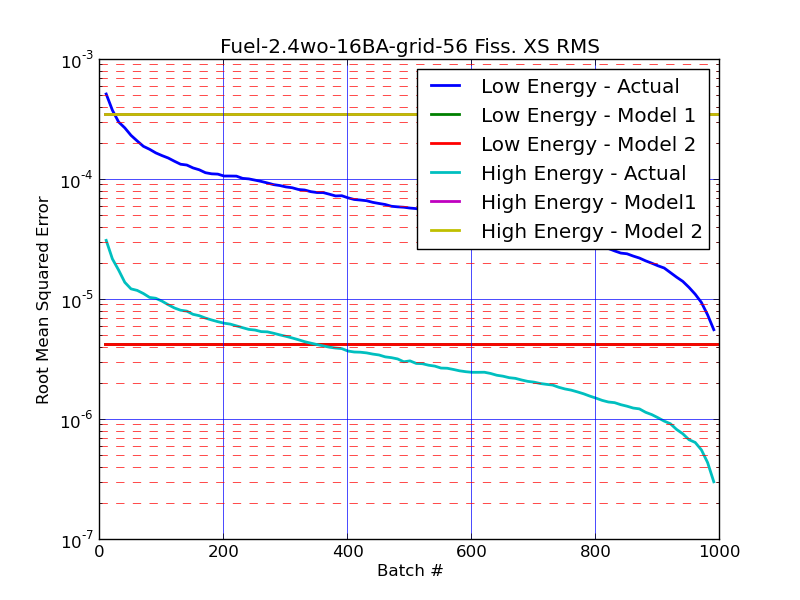 Fuel-2.4wo-16BA-grid-56 Fiss. XS RMS
Root Mean Squared Error
10^-3
10^-4
10^-5
10^-6
10^-7
Low Energy - Actual
Low Energy - Model 1
Low Energy - Model 2
High Energy - Actual
High Energy - Model1
High Energy - Model 2
0 200 400 600 800 1000
Batch #